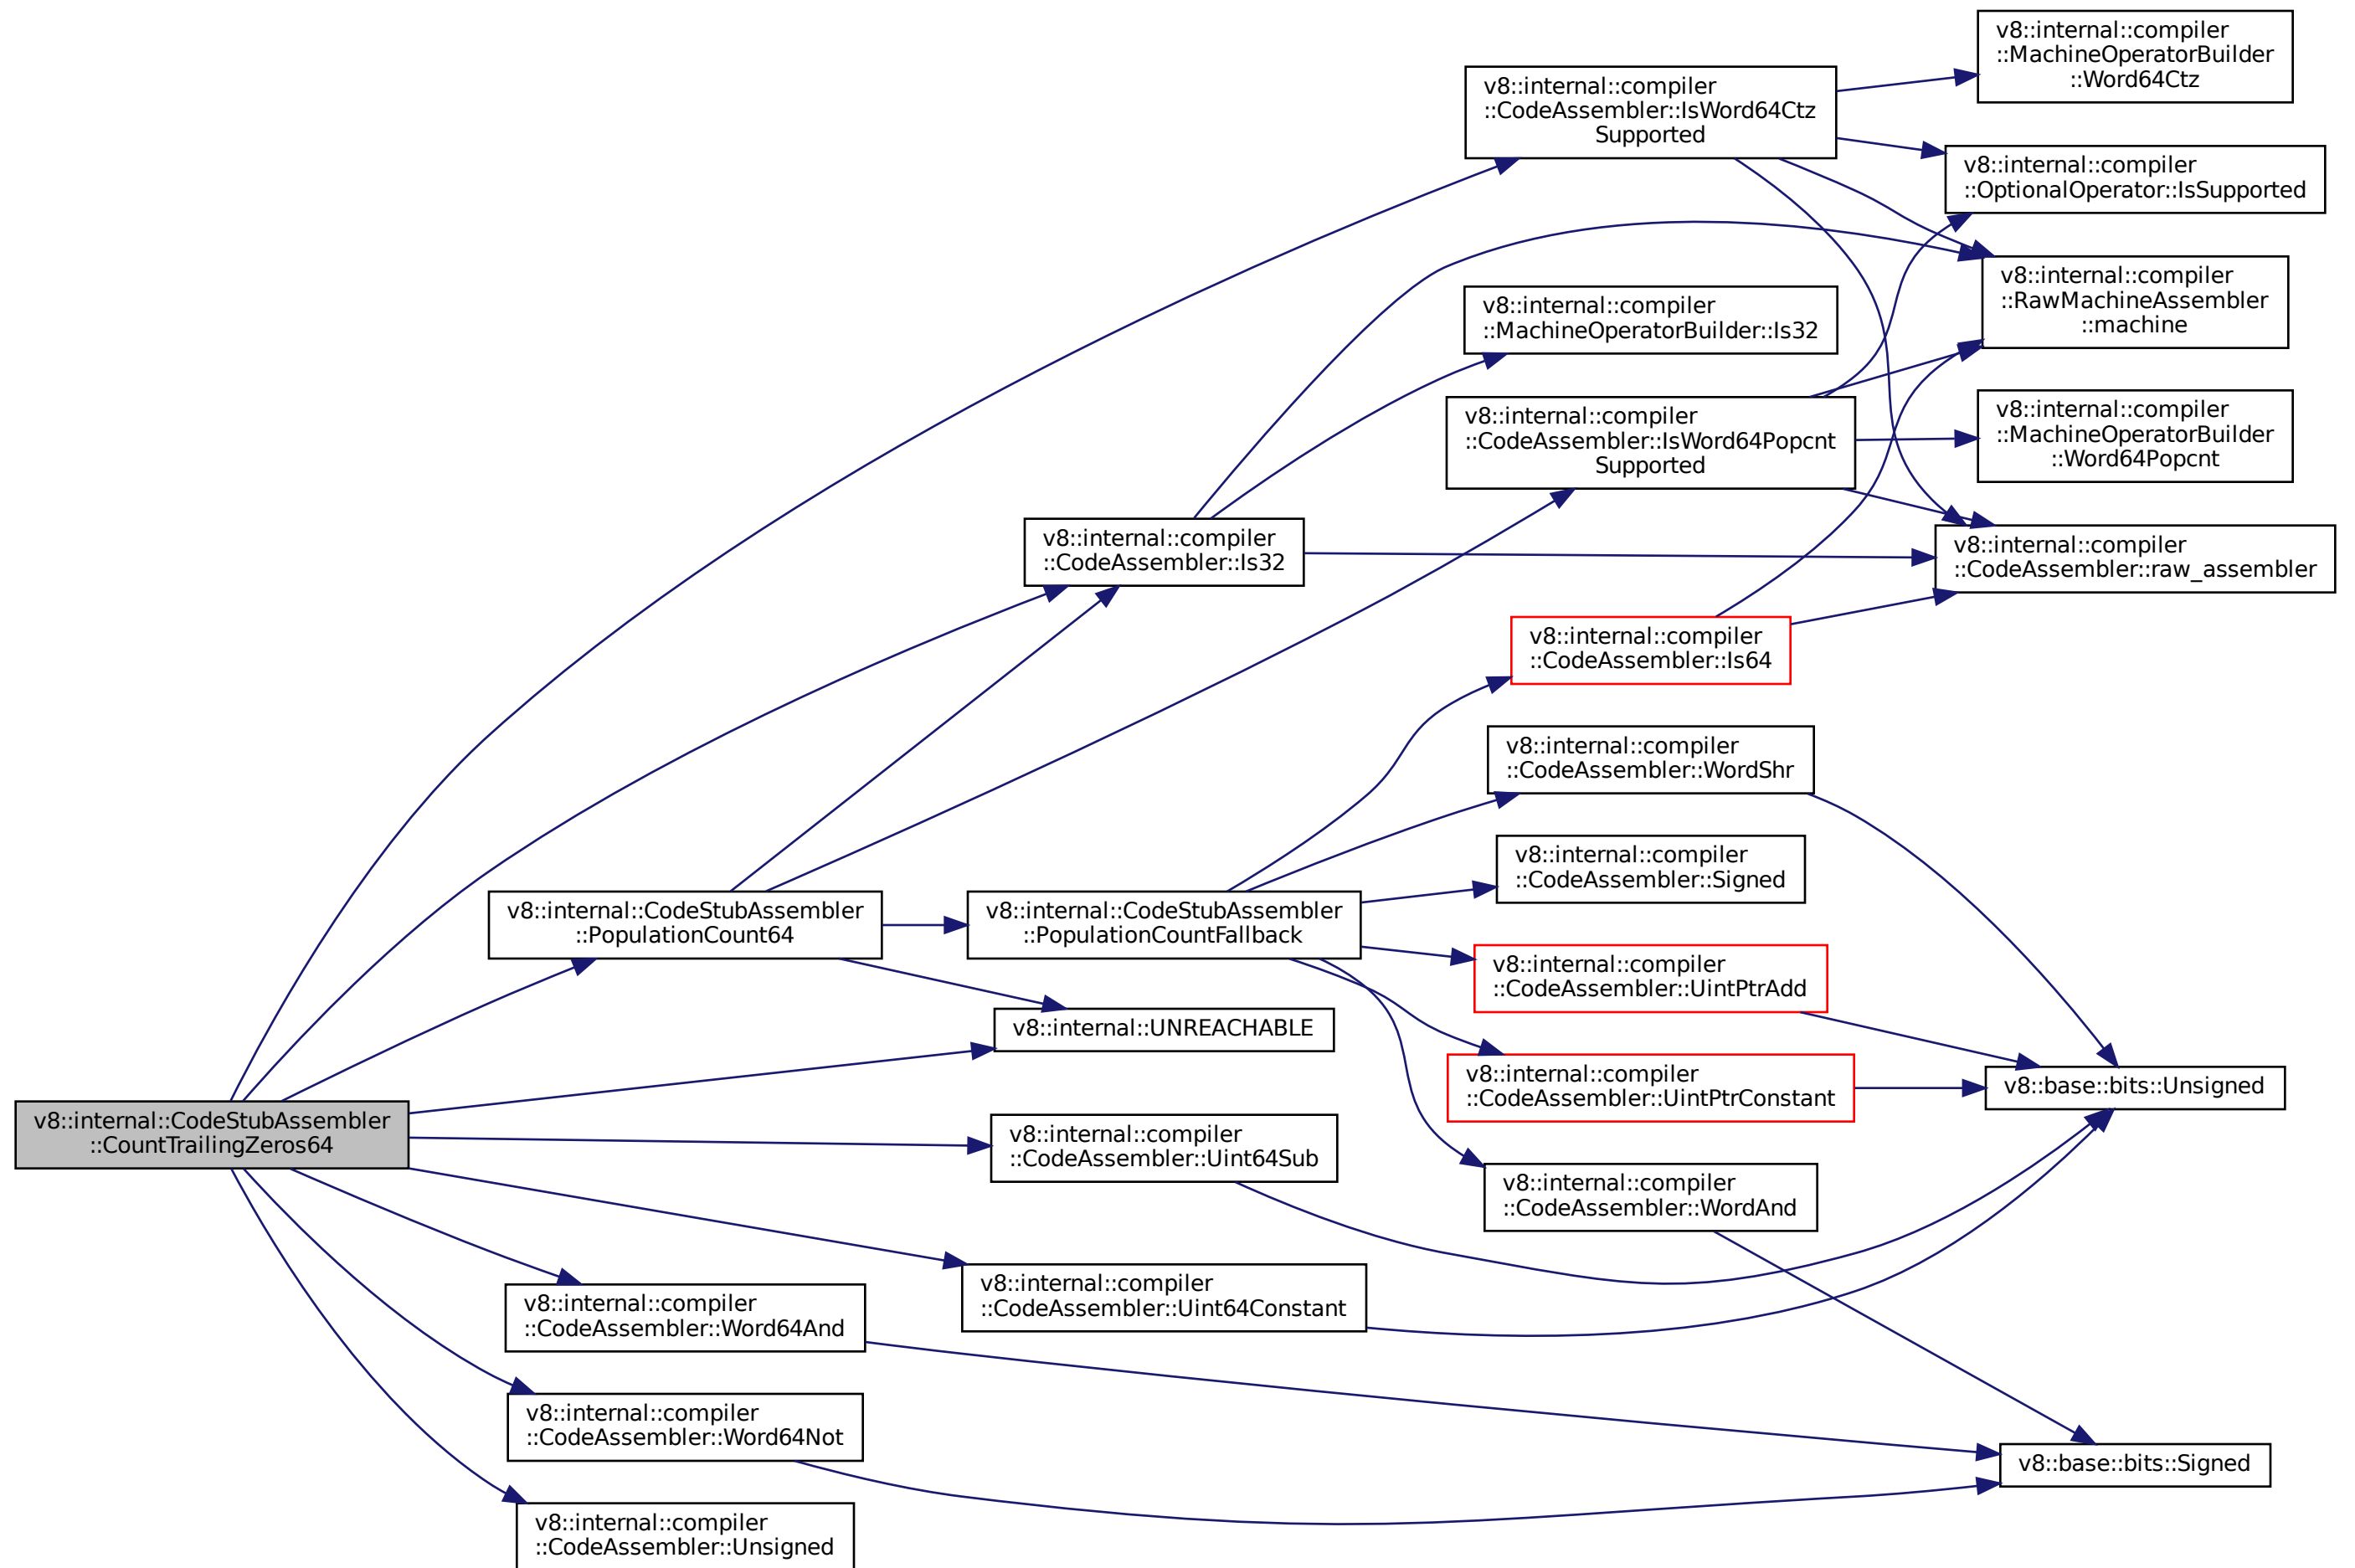 v8::internal::compiler
::MachineOperatorBuilder
::Word64Ctz
v8::internal::compiler
::CodeAssembler::IsWord64Ctz
Supported
v8::internal::compiler
::OptionalOperator::IsSupported
v8::internal::compiler
::RawMachineAssembler
::machine
v8::internal::compiler
::MachineOperatorBuilder::Is32
v8::internal::compiler
::CodeAssembler::IsWord64Popcnt
Supported
v8::internal::compiler
::MachineOperatorBuilder
::Word64Popcnt
v8::internal::compiler
::CodeAssembler::Is32
v8::internal::compiler
::CodeAssembler::raw_assembler
v8::internal::compiler
::CodeAssembler::Is64
v8::internal::compiler
::CodeAssembler::WordShr
v8::internal::compiler
::CodeAssembler::Signed
v8::internal::CodeStubAssembler
::PopulationCount64
v8::internal::CodeStubAssembler
::PopulationCountFallback
v8::internal::compiler
::CodeAssembler::UintPtrAdd
v8::internal::UNREACHABLE
v8::internal::compiler
::CodeAssembler::UintPtrConstant
v8::base::bits::Unsigned
v8::internal::CodeStubAssembler
::CountTrailingZeros64
v8::internal::compiler
::CodeAssembler::Uint64Sub
v8::internal::compiler
::CodeAssembler::WordAnd
v8::internal::compiler
::CodeAssembler::Uint64Constant
v8::internal::compiler
::CodeAssembler::Word64And
v8::internal::compiler
::CodeAssembler::Word64Not
v8::base::bits::Signed
v8::internal::compiler
::CodeAssembler::Unsigned